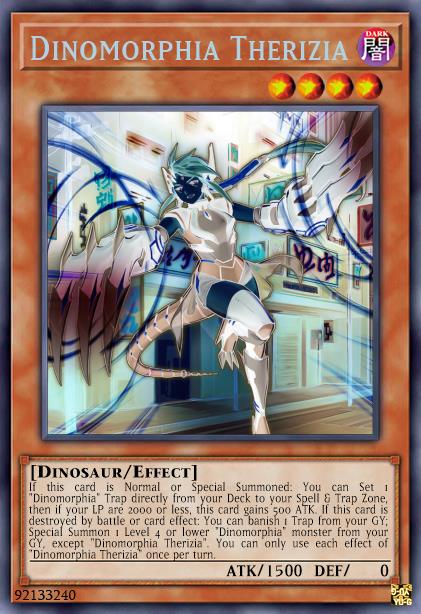 DINOMORPHIA THERIZIA
DARK
闇
[DINOSAUR/EFFECT]
If this card is Normal or Special Summoned: You can Set 1
"Dinomorphia" Trap directly from your Deck to your Spell & Trap Zone,
then if your LP are 2000 or less, this card gains 500 ATK. If this card is
destroyed by battle or card effect: You can banish 1 Trap from your GY;
Special Summon 1 Level 4 or lower "Dinomorphia" monster from your
GY, except "Dinomorphia Therizia". You can only use each effect of
"Dinomorphia Therizia" once per turn.
ATK/1500 DEF/ 0
92133240